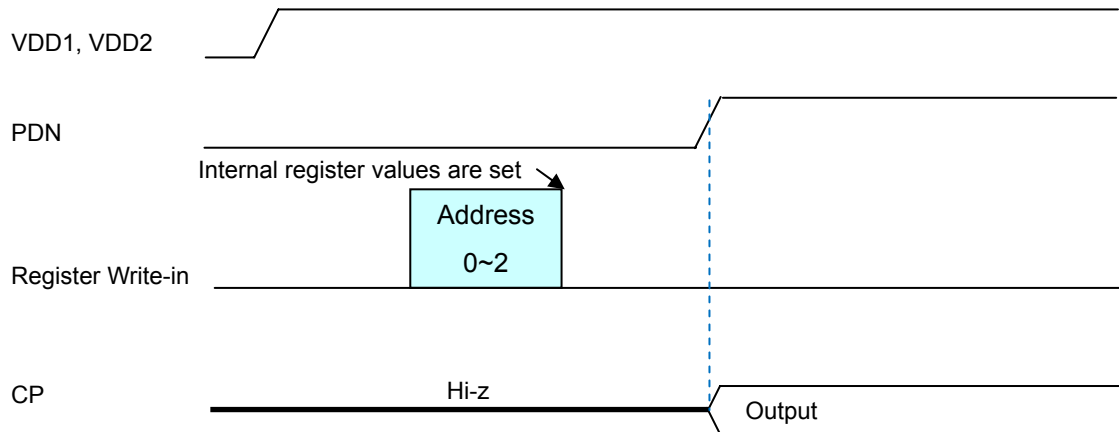 VDD1, VDD2
PDN
Internal register values are set
Address
0~2
Register Write-in
CP
Hi-z
Output